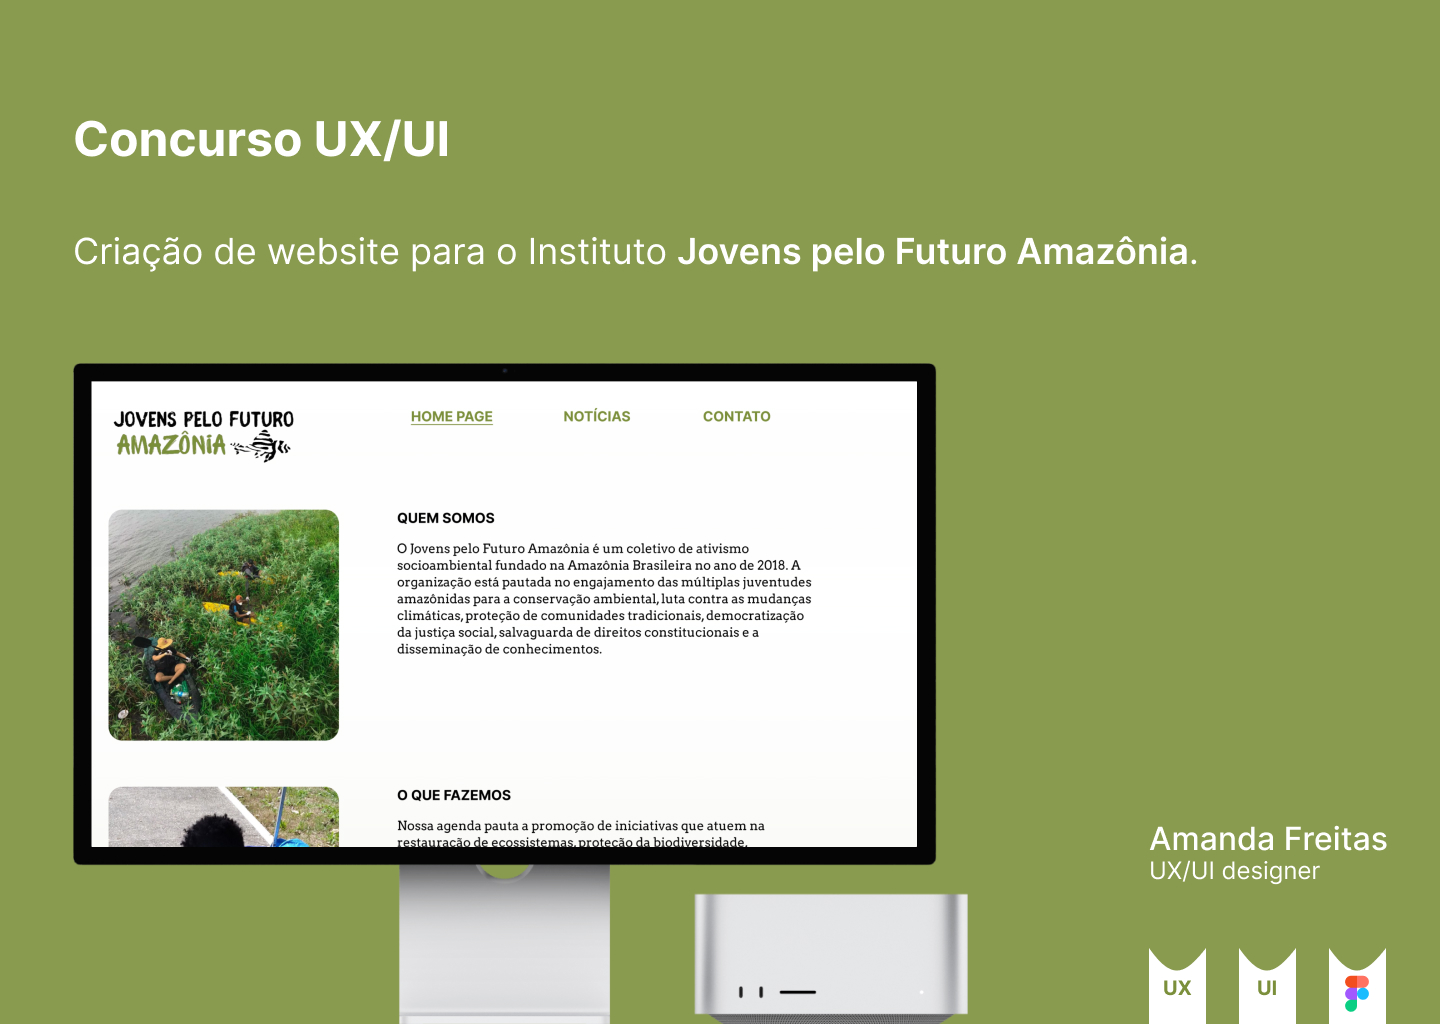 Concurso UX/UI
Criação de website para o Instituto Jovens pelo Futuro Amazônia.
JOVENS PELO FUTURO
AMAZÔNIA
HOME PAGE
NOTÍCIAS
CONTATO
QUEM SOMOS
O Jovens pelo Futuro Amazônia é um coletivo de ativismo
socioambiental fundado na Amazônia Brasileira no ano de 2018. A
organização está pautada no engajamento das múltiplas juventudes
amazônidas para a conservação ambiental, luta contra as mudanças
climáticas, proteção de comunidades tradicionais, democratização
da justiça social, salvaguarda de direitos constitucionais e a
disseminação de conhecimentos.
O QUE FAZEMOS
Nossa agenda pauta a promoção de iniciativas que atuem na
restauração de ecossistemas, proteção da biodiversidade,
Amanda Freitas
UX/UI designer
UX
UI